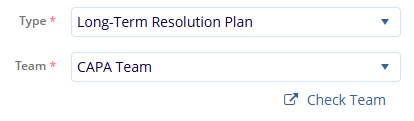 Type * Long-Term Resolution Plan
Team * CAPA Team
Check Team